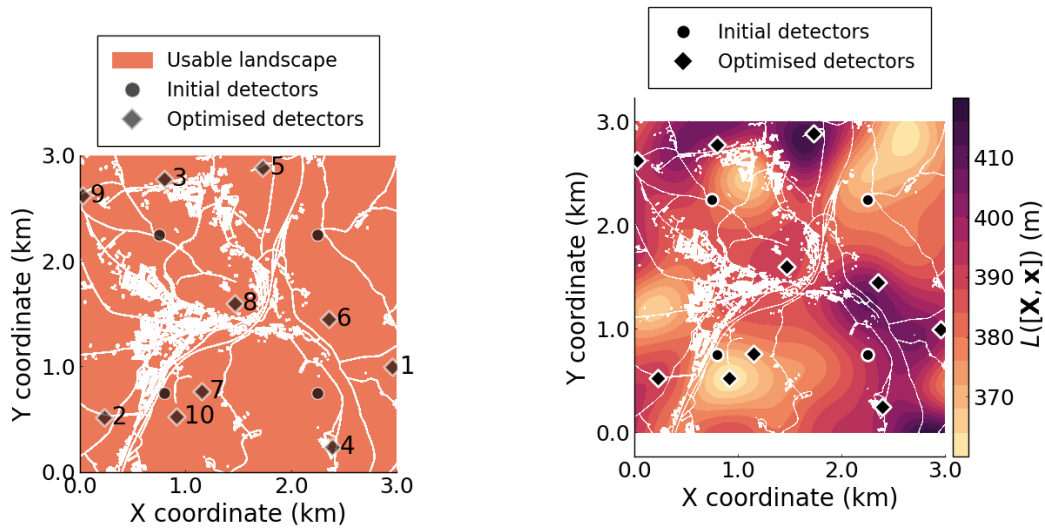 Usable landscape
Initial detectors
Optimised detectors
3.0
2.0
1.0
0.0
Y coordinate (km)
9
3
5
8
6
1
7
2
10
4
0.0 1.0 2.0 3.0
X coordinate (km)
Initial detectors
Optimised detectors
3.0
2.0
1.0
0.0
Y coordinate (km)
0.0 1.0 2.0 3.0
X coordinate (km)
410
400
390
380
370
L([X, x]) (m)